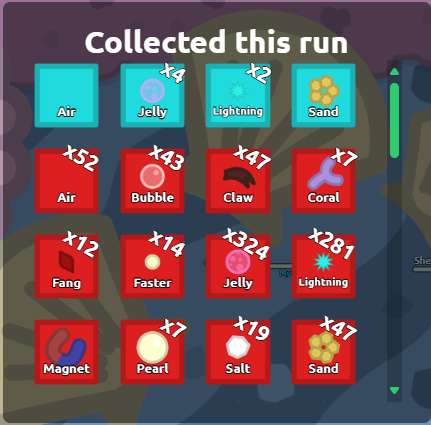 Collected this run
x4 x2
Air Jelly Lightning Sand
x52 x43 x47 x7
Air Bubble Claw Coral
x12 x14 x324 x281
Fang Faster Jelly Lightning
x7 x19 x47
Magnet Pearl Salt Sand